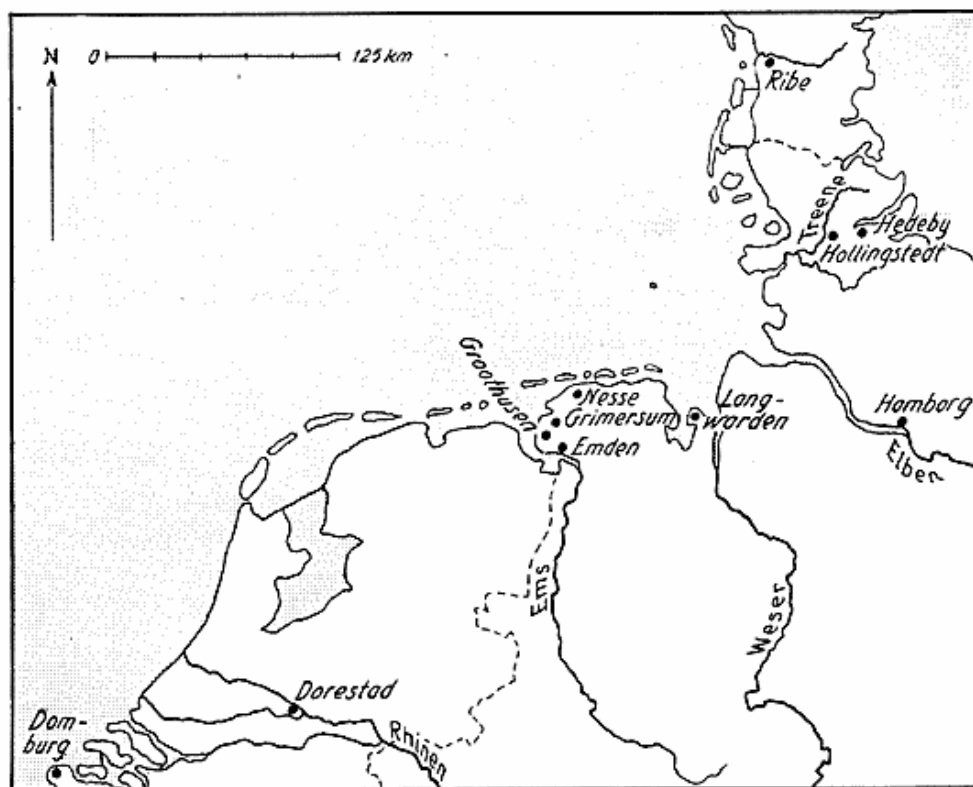 N
0
125 km
Ribe
Treene
Hedeby
Hollingstedt
Groothusen
Nesse
Grimersum
Emden
Lang-
warden
Hamborg
Elben
Ems
Weser
Dorestad
Rhinen
Dom-
burg